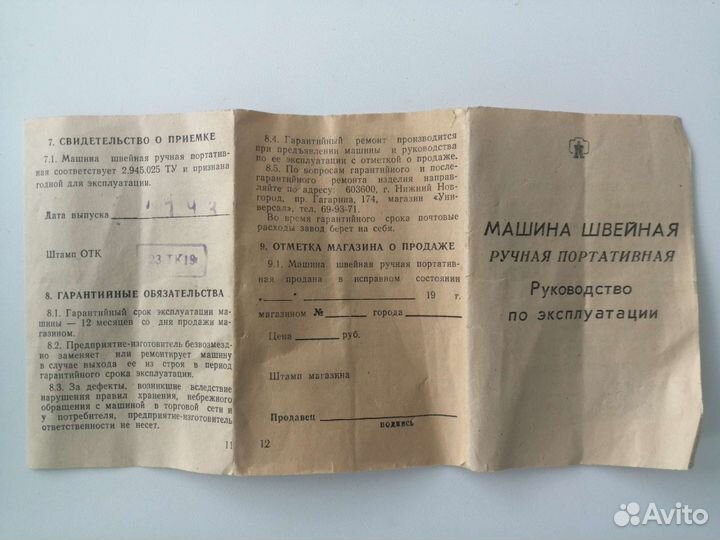 7. СВИДЕТЕЛЬСТВО О ПРИЕМКЕ
7.1. Машина швейная ручная портатив-
ная соответствует 2.945.025 ТУ и признана
годной для эксплуатации.
Дата выпуска
Штамп ОТК
8. ГАРАНТИЙНЫЕ ОБЯЗАТЕЛЬСТВА
8.1. Гарантийный срок эксплуатации ма-
шины — 12 месяцев со дня продажи
магазином.
8.2. Предприятие-изготовитель безвозмезд-
но заменяет или ремонтирует машину
в случае выхода ее из строя в период
гарантийного срока эксплуатации.
8.3. За дефекты, возникшие вследствие
нарушения правил хранения, небрежного
обращения с машиной в торговой сети и
у потребителя, предприятие-изготовитель
ответственности не несет.
11
8.4. Гарантийный ремонт производится
при предъявлении машины и руководства
по ее эксплуатации с отметкой о продаже.
8.5. По вопросам гарантийного и после-
гарантийного ремонта изделия направ-
ляйте по адресу: 603600, г. Нижний Нов-
город, пр. Гагарина, 174, магазин «Уни-
версал», тел. 69-93-71.
Во время гарантийного срока почтовые
расходы завод берет на себя.
9. ОТМЕТКА МАГАЗИНА О ПРОДАЖЕ
9.1. Машина швейная ручная портатив-
ная продана в исправном состоянии
19 г.
магазином № города
Цена руб.
Штамп магазина
Продавец
подпись
12
МАШИНА ШВЕЙНАЯ
РУЧНАЯ ПОРТАТИВНАЯ
Руководство
по эксплуатации
Avito